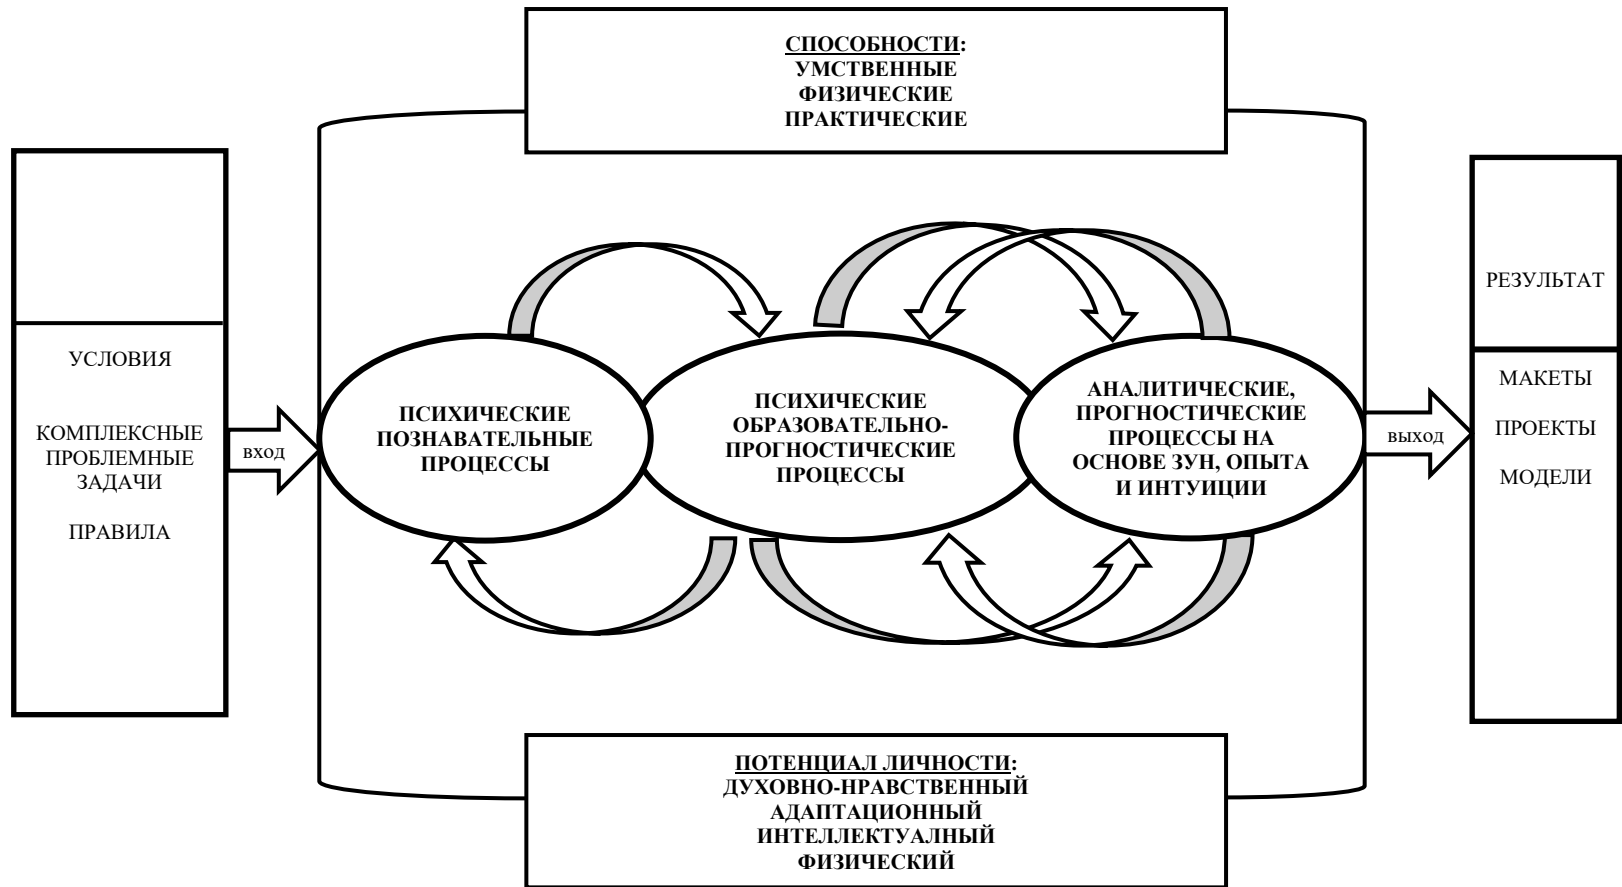 СПОСОБНОСТИ:
УМСТВЕННЫЕ
ФИЗИЧЕСКИЕ
ПРАКТИЧЕСКИЕ
УСЛОВИЯ
КОМПЛЕКСНЫЕ
ПРОБЛЕМНЫЕ
ЗАДАЧИ
ПРАВИЛА
вход
ПСИХИЧЕСКИЕ
ПОЗНАВАТЕЛЬНЫЕ
ПРОЦЕССЫ
ПСИХИЧЕСКИЕ
ОБРАЗОВАТЕЛЬНО-
ПРОГНОСТИЧЕСКИЕ
ПРОЦЕССЫ
АНАЛИТИЧЕСКИЕ,
ПРОГНОСТИЧЕСКИЕ
ПРОЦЕССЫ НА
ОСНОВЕ ЗУН, ОПЫТА
И ИНТУИЦИИ
выход
РЕЗУЛЬТАТ
МАКЕТЫ
ПРОЕКТЫ
МОДЕЛИ
ПОТЕНЦИАЛ ЛИЧНОСТИ:
ДУХОВНО-НРАВСТВЕННЫЙ
АДАПТАЦИОННЫЙ
ИНТЕЛЛЕКТУАЛНЫЙ
ФИЗИЧЕСКИЙ